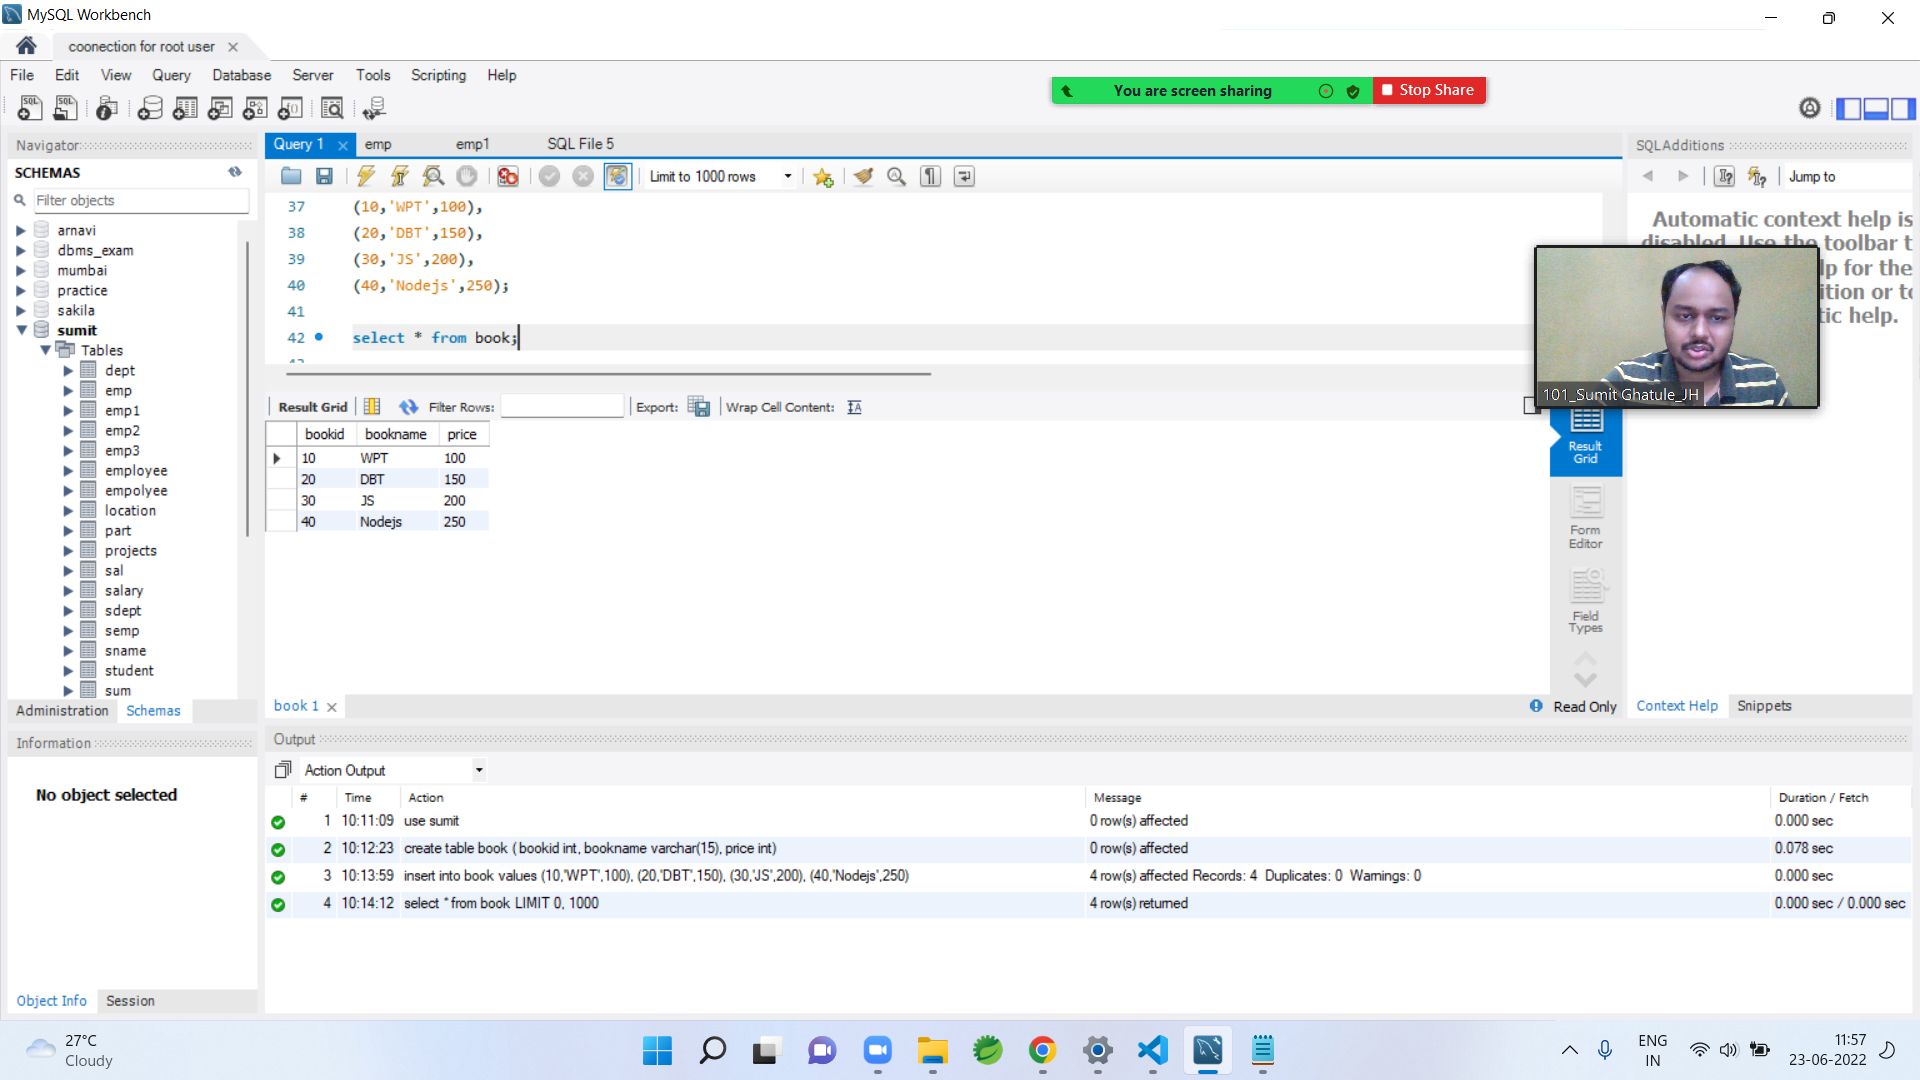 MySQL Workbench
coonection for root user
File Edit View Query Database Server Tools Scripting Help
You are screen sharing
Stop Share
Navigator
SCHEMAS
Filter objects
arnavi
dbms_exam
mumbai
practice
sakila
sumit
Tables
dept
emp
emp1
emp2
emp3
employee
empolyee
location
part
projects
sal
salary
sdept
semp
sname
student
sum
Administration Schemas
Information
No object selected
Object Info Session
Query 1 emp emp1 SQL File 5
Limit to 1000 rows
37 (10,'WPT',100),
38 (20,'DBT',150),
39 (30,'JS',200),
40 (40,'Nodejs',250);
41
42 select * from book;
Result Grid Filter Rows: Export: Wrap Cell Content:
bookid bookname price
10 WPT 100
20 DBT 150
30 JS 200
40 Nodejs 250
Result
Grid
Form
Editor
Field
Types
book 1
Read Only
SQLAdditions
Jump to
Automatic context help is
disabled. Use the toolbar t
lp for the
ition or to
tic help.
101_Sumit Ghatule_JH
Context Help Snippets
Output
Action Output
# Time Action Message Duration / Fetch
1 10:11:09 use sumit 0 row(s) affected 0.000 sec
2 10:12:23 create table book ( bookid int, bookname varchar(15), price int) 0 row(s) affected 0.078 sec
3 10:13:59 insert into book values (10,'WPT',100), (20,'DBT',150), (30,'JS',200), (40,'Nodejs',250) 4 row(s) affected Records: 4 Duplicates: 0 Warnings: 0 0.000 sec
4 10:14:12 select * from book LIMIT 0, 1000 4 row(s) returned 0.000 sec / 0.000 sec
27°C
Cloudy
ENG
IN
11:57
23-06-2022